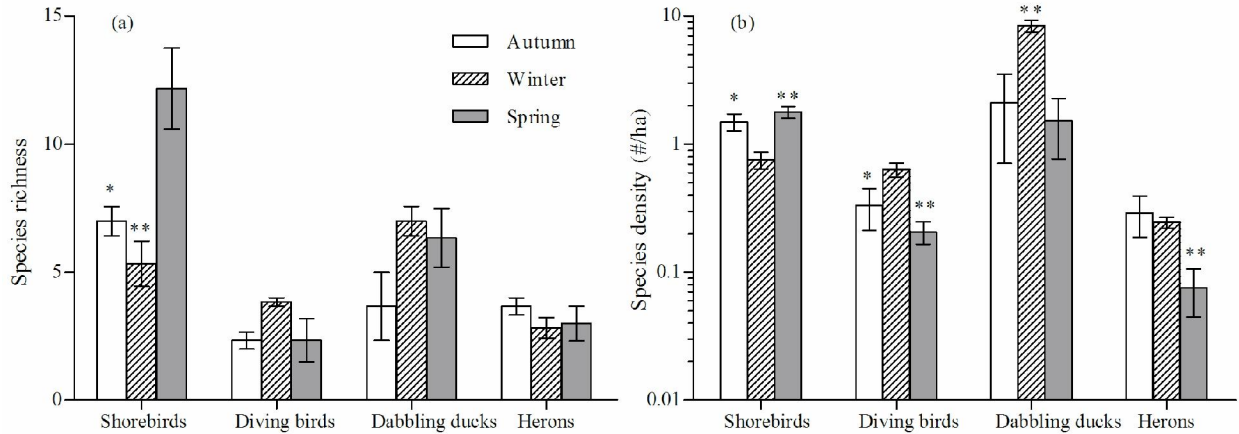 (a)
Autumn
Winter
Spring
Species richness
15
10
5
0
*
**
Shorebirds Diving birds Dabbling ducks Herons
(b)
Species density (#/ha)
10
1
0.1
0.01
*
**
*
**
**
**
Shorebirds Diving birds Dabbling ducks Herons